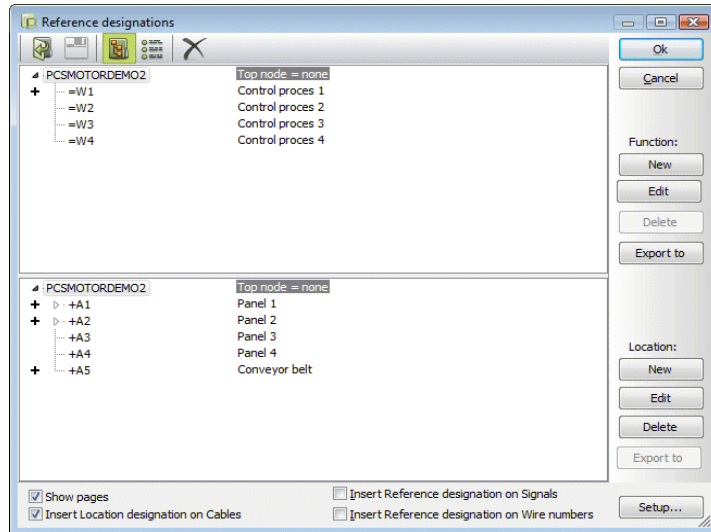 Reference designations
Ok
PCSMOTORDEMO2 Top node = none
Cancel
=W1 Control proces 1
=W2 Control proces 2
=W3 Control proces 3
=W4 Control proces 4
Function:
New
Edit
Delete
Export to
PCSMOTORDEMO2 Top node = none
+A1 Panel 1
+A2 Panel 2
+A3 Panel 3
+A4 Panel 4
+A5 Conveyor belt
Location:
New
Edit
Delete
Export to
Show pages
Insert Reference designation on Signals
Insert Location designation on Cables
Insert Reference designation on Wire numbers
Setup...